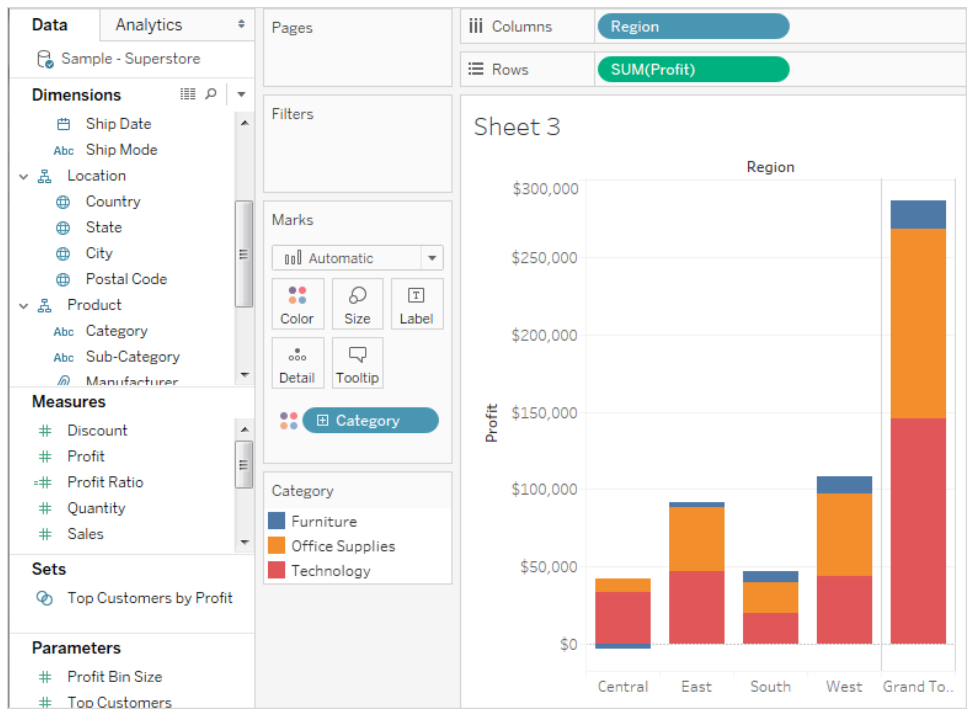 Data
Analytics
Sample - Superstore
Dimensions
Ship Date
Abc Ship Mode
Location
Country
State
City
Postal Code
Product
Abc Category
Abc Sub-Category
Manufacturer
Measures
# Discount
# Profit
=# Profit Ratio
# Quantity
# Sales
Sets
Top Customers by Profit
Parameters
# Profit Bin Size
# Top Customers
Pages
Filters
Marks
Automatic
Color Size Label
T
Detail Tooltip
Category
Category
Furniture
Office Supplies
Technology
Columns Region
Rows SUM(Profit)
Sheet 3
Region
$300,000
$250,000
$200,000
$150,000
$100,000
$50,000
$0
Profit
Central East South West Grand To..